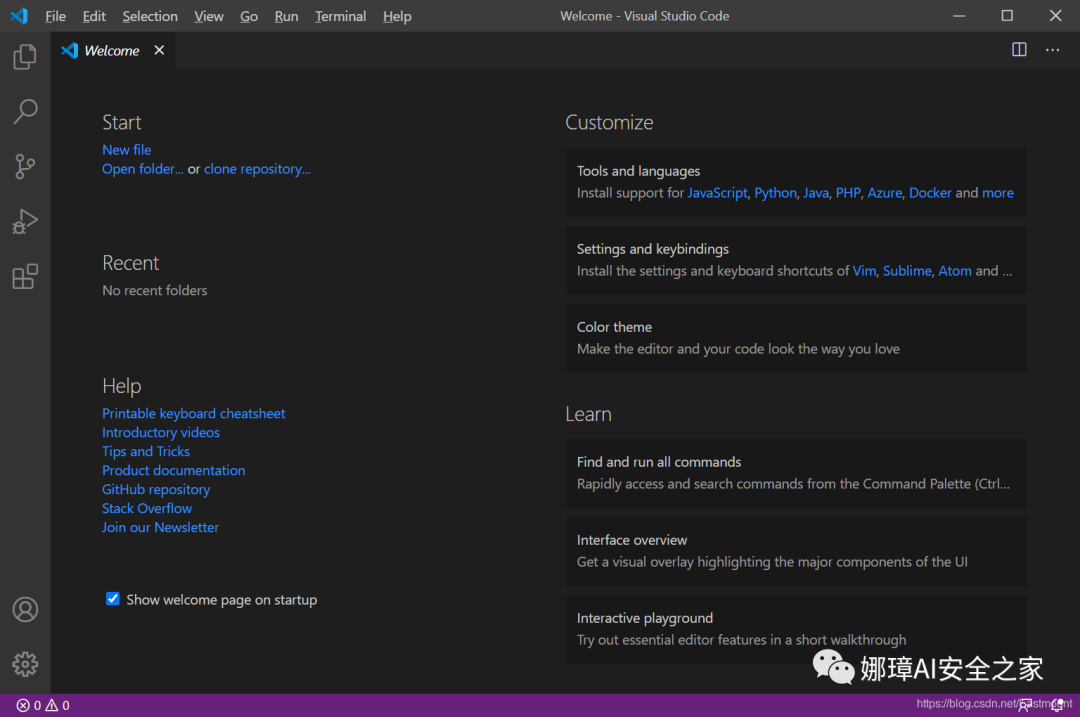 File Edit Selection View Go Run Terminal Help
Welcome - Visual Studio Code
Welcome
Start
New file
Open folder... or clone repository...
Recent
No recent folders
Help
Printable keyboard cheatsheet
Introductory videos
Tips and Tricks
Product documentation
GitHub repository
Stack Overflow
Join our Newsletter
Show welcome page on startup
Customize
Tools and languages
Install support for JavaScript, Python, Java, PHP, Azure, Docker and more
Settings and keybindings
Install the settings and keyboard shortcuts of Vim, Sublime, Atom and ...
Color theme
Make the editor and your code look the way you love
Learn
Find and run all commands
Rapidly access and search commands from the Command Palette (Ctrl...
Interface overview
Get a visual overlay highlighting the major components of the UI
Interactive playground
Try out essential editor features in a short walkthrough
娜璋AI安全之家
0 0
https://blog.csdn.net/Eastmount